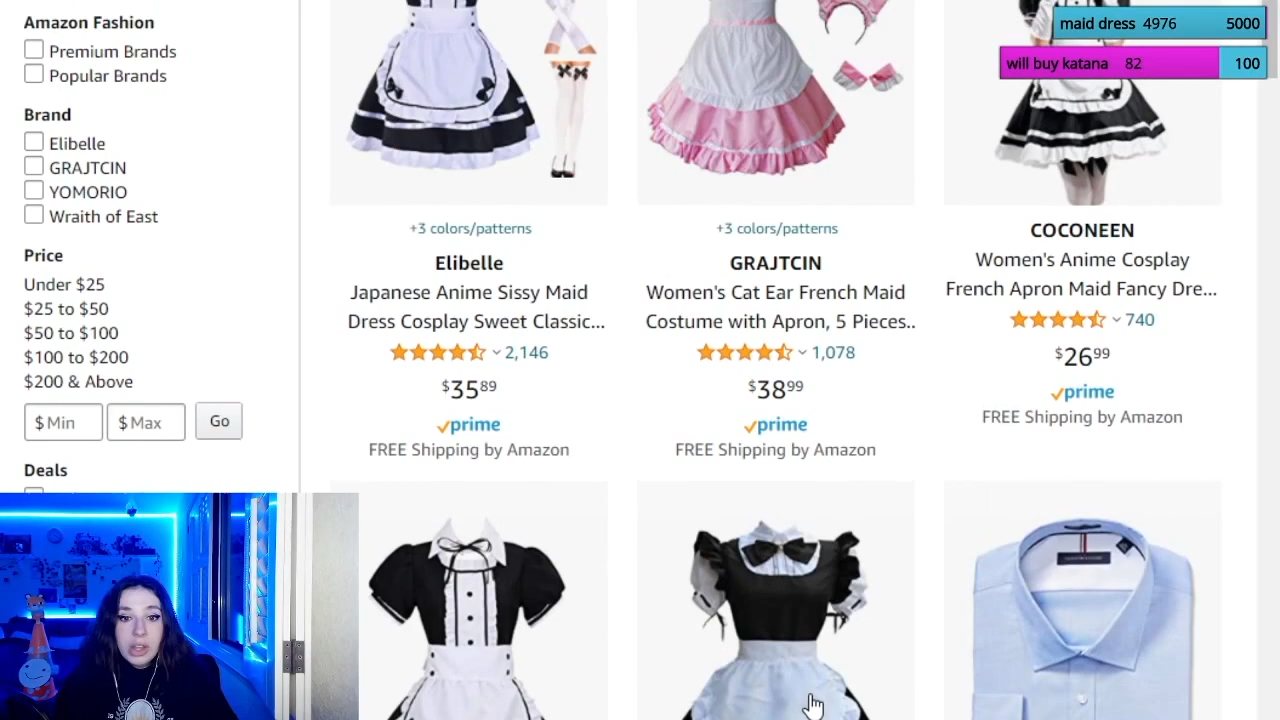 Amazon Fashion
Premium Brands
Popular Brands
Brand
Elibelle
GRAJTCIN
YOMORIO
Wraith of East
Price
Under $25
$25 to $50
$50 to $100
$100 to $200
$200 & Above
$ Min $ Max Go
Deals
maid dress 4976 5000
will buy katana 82 100
+3 colors/patterns
Elibelle
Japanese Anime Sissy Maid
Dress Cosplay Sweet Classic...
2,146
$35 89
prime
FREE Shipping by Amazon
+3 colors/patterns
GRAJTCIN
Women's Cat Ear French Maid
Costume with Apron, 5 Pieces..
1,078
$38 99
prime
FREE Shipping by Amazon
COCONEEN
Women's Anime Cosplay
French Apron Maid Fancy Dre...
740
$26 99
prime
FREE Shipping by Amazon